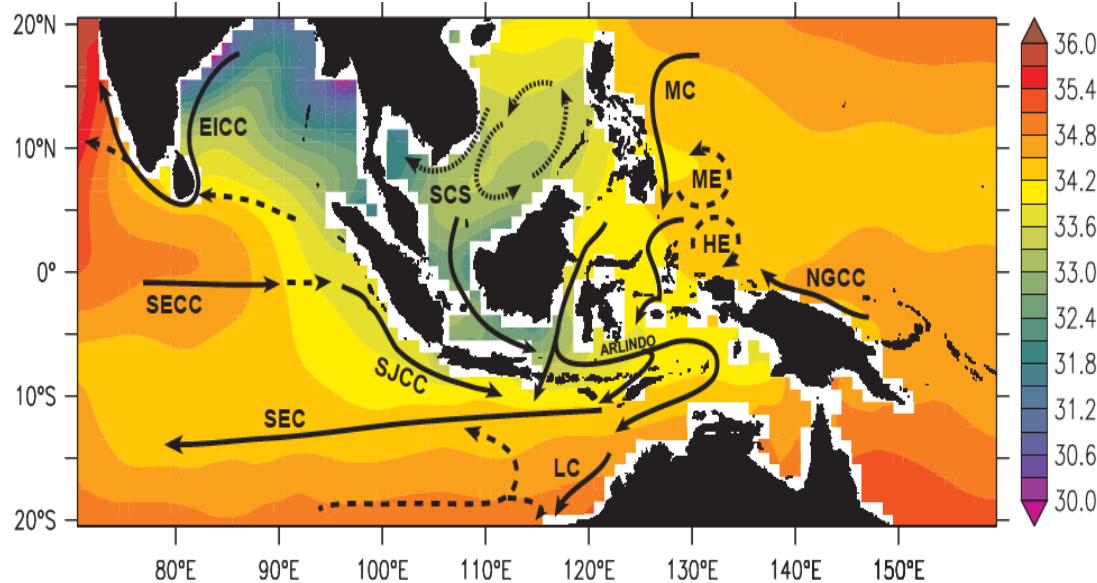 20°N
10°N
0°
10°S
20°S
EICC
SCS
MC
ME
HE
NGCC
SECC
SJCC
ARLINDO
SEC
LC
80°E
90°E
100°E
110°E
120°E
130°E
140°E
150°E
36.0
35.4
34.8
34.2
33.6
33.0
32.4
31.8
31.2
30.6
30.0